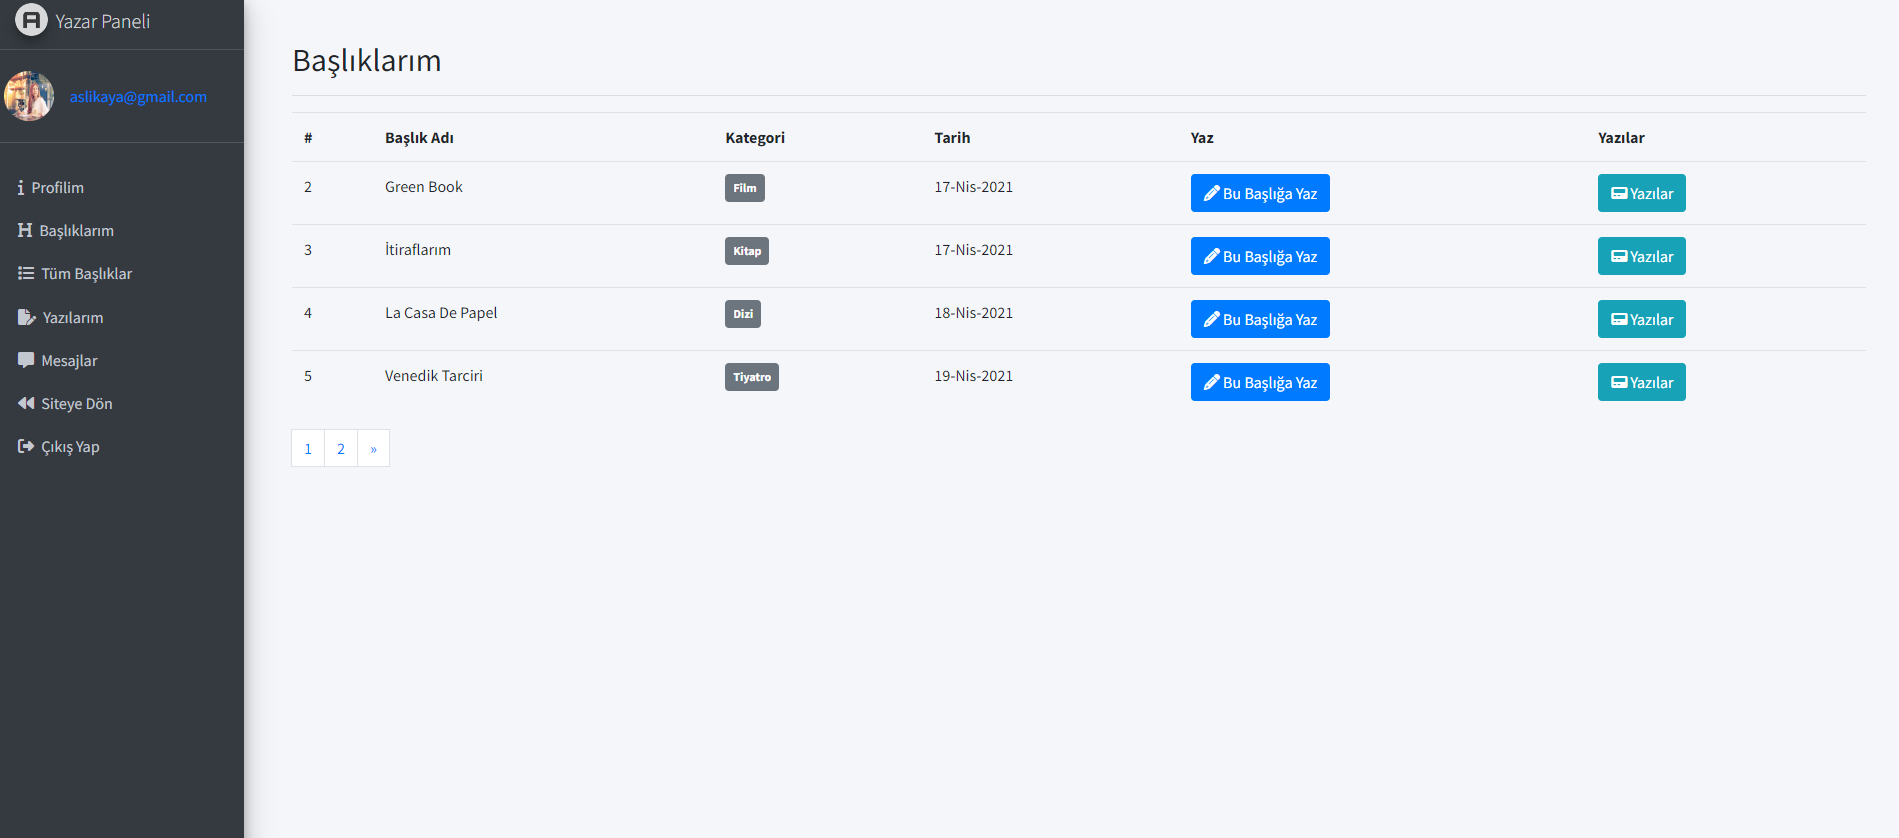 Yazar Paneli
aslikaya@gmail.com
Profilim
Başlıklarım
Tüm Başlıklar
Yazılarım
Mesajlar
Siteye Dön
Çıkış Yap
Başlıklarım
# Başlık Adı Kategori Tarih Yaz Yazılar
2 Green Book Film 17-Nis-2021 Bu Başlığa Yaz Yazılar
3 İtiraflarım Kitap 17-Nis-2021 Bu Başlığa Yaz Yazılar
4 La Casa De Papel Dizi 18-Nis-2021 Bu Başlığa Yaz Yazılar
5 Venedik Tarciri Tiyatro 19-Nis-2021 Bu Başlığa Yaz Yazılar
1 2 »